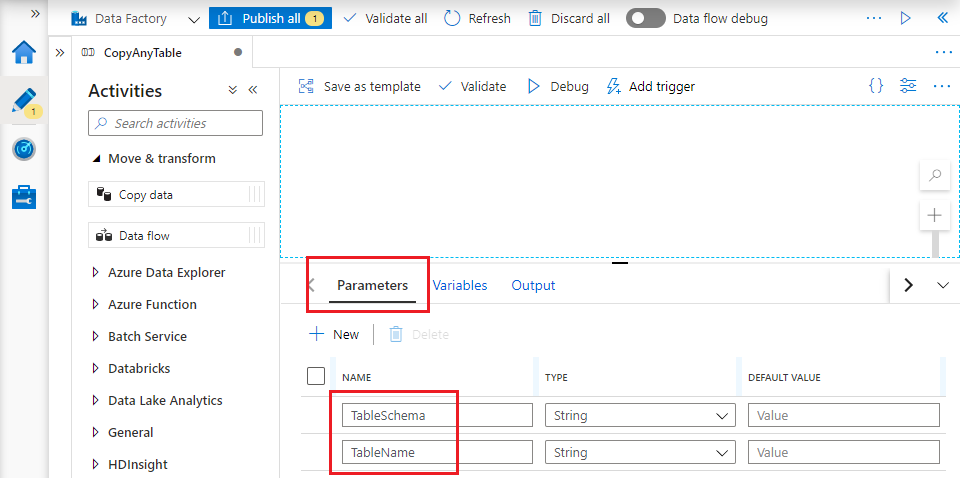 Data Factory
Publish all 1
Validate all
Refresh
Discard all
Data flow debug
1
CopyAnyTable
Activities
Search activities
Move & transform
Copy data
Data flow
Azure Data Explorer
Azure Function
Batch Service
Databricks
Data Lake Analytics
General
HDInsight
Save as template
Validate
Debug
Add trigger
{}
Parameters
Variables
Output
New
Delete
NAME
TYPE
DEFAULT VALUE
TableSchema
String
Value
TableName
String
Value